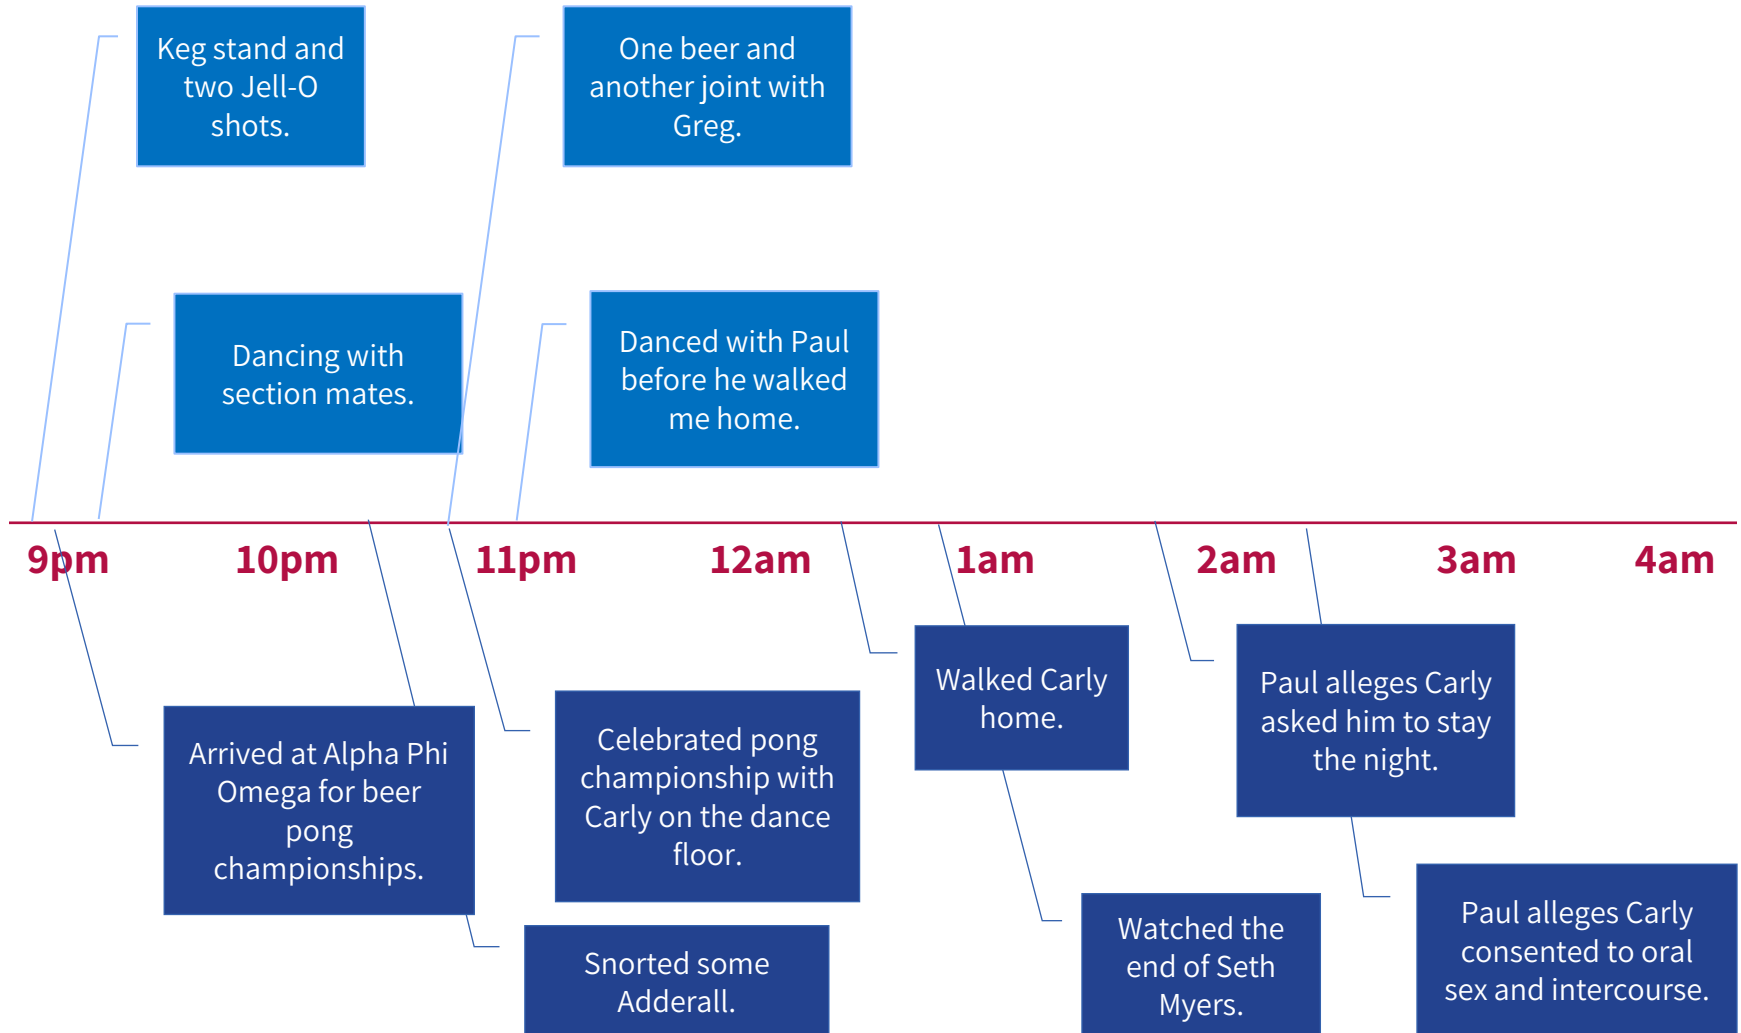 Keg stand and
two Jell-O
shots.
One beer and
another joint with
Greg.
Dancing with
section mates.
Danced with Paul
before he walked
me home.
9pm
10pm
11pm
12am
1am
2am
3am
4am
Arrived at Alpha Phi
Omega for beer
pong
championships.
Snorted some
Adderall.
Celebrated pong
championship with
Carly on the dance
floor.
Walked Carly
home.
Watched the
end of Seth
Myers.
Paul alleges Carly
asked him to stay
the night.
Paul alleges Carly
consented to oral
sex and intercourse.